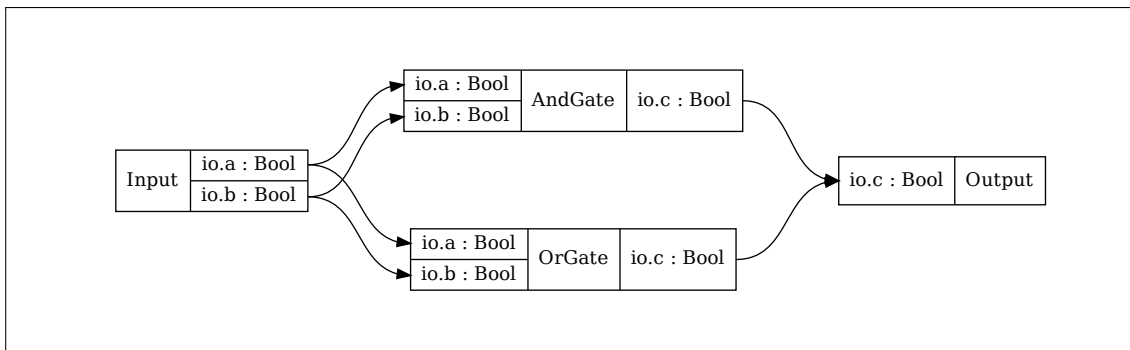 Input
io.a : Bool
io.b : Bool
io.a : Bool
io.b : Bool
AndGate
io.c : Bool
io.a : Bool
io.b : Bool
OrGate
io.c : Bool
io.c : Bool
Output